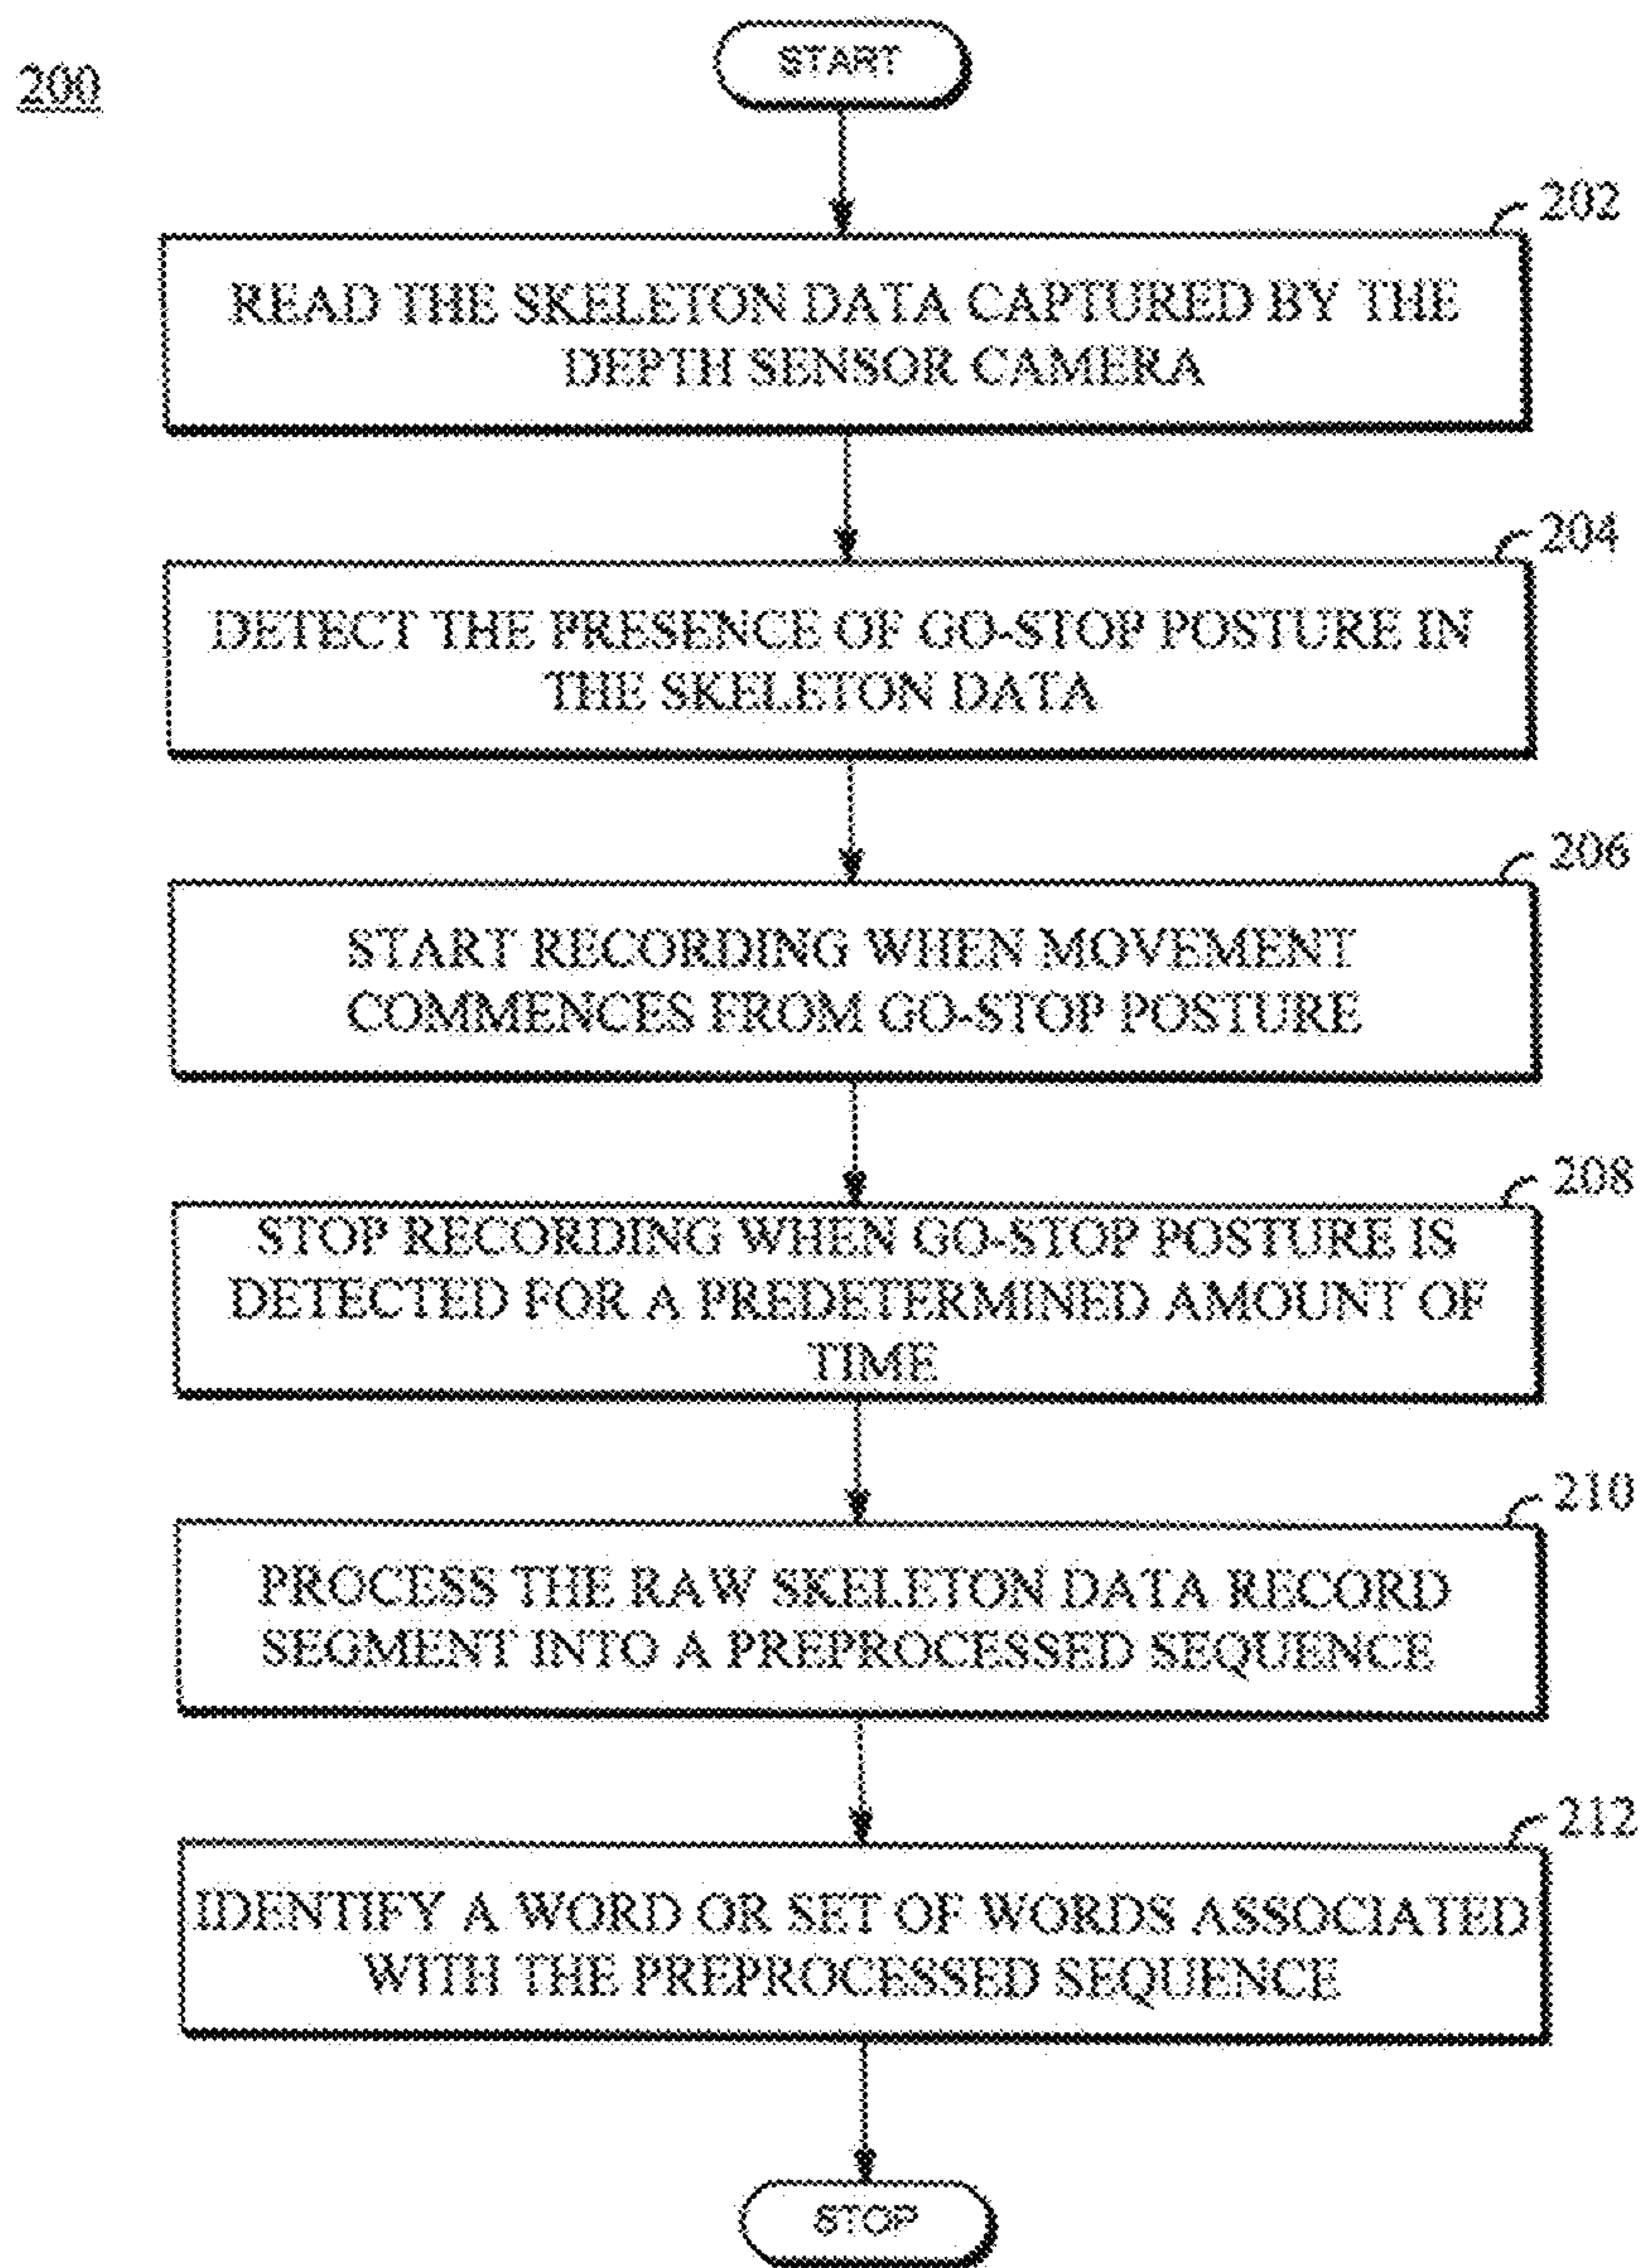 START
200
202
READ THE SKELETON DATA CAPTURED BY THE
DEPTH SENSOR CAMERA
204
DETECT THE PRESENCE OF GO-STOP POSTURE IN
THE SKELETON DATA
206
START RECORDING WHEN MOVEMENT
COMMENCES FROM GO-STOP POSTURE
208
STOP RECORDING WHEN GO-STOP POSTURE IS
DETECTED FOR A PREDETERMINED AMOUNT OF
TIME
210
PROCESS THE RAW SKELETON DATA RECORD
SEGMENT INTO A PREPROCESSED SEQUENCE
212
IDENTIFY A WORD OR SET OF WORDS ASSOCIATED
WITH THE PREPROCESSED SEQUENCE
STOP